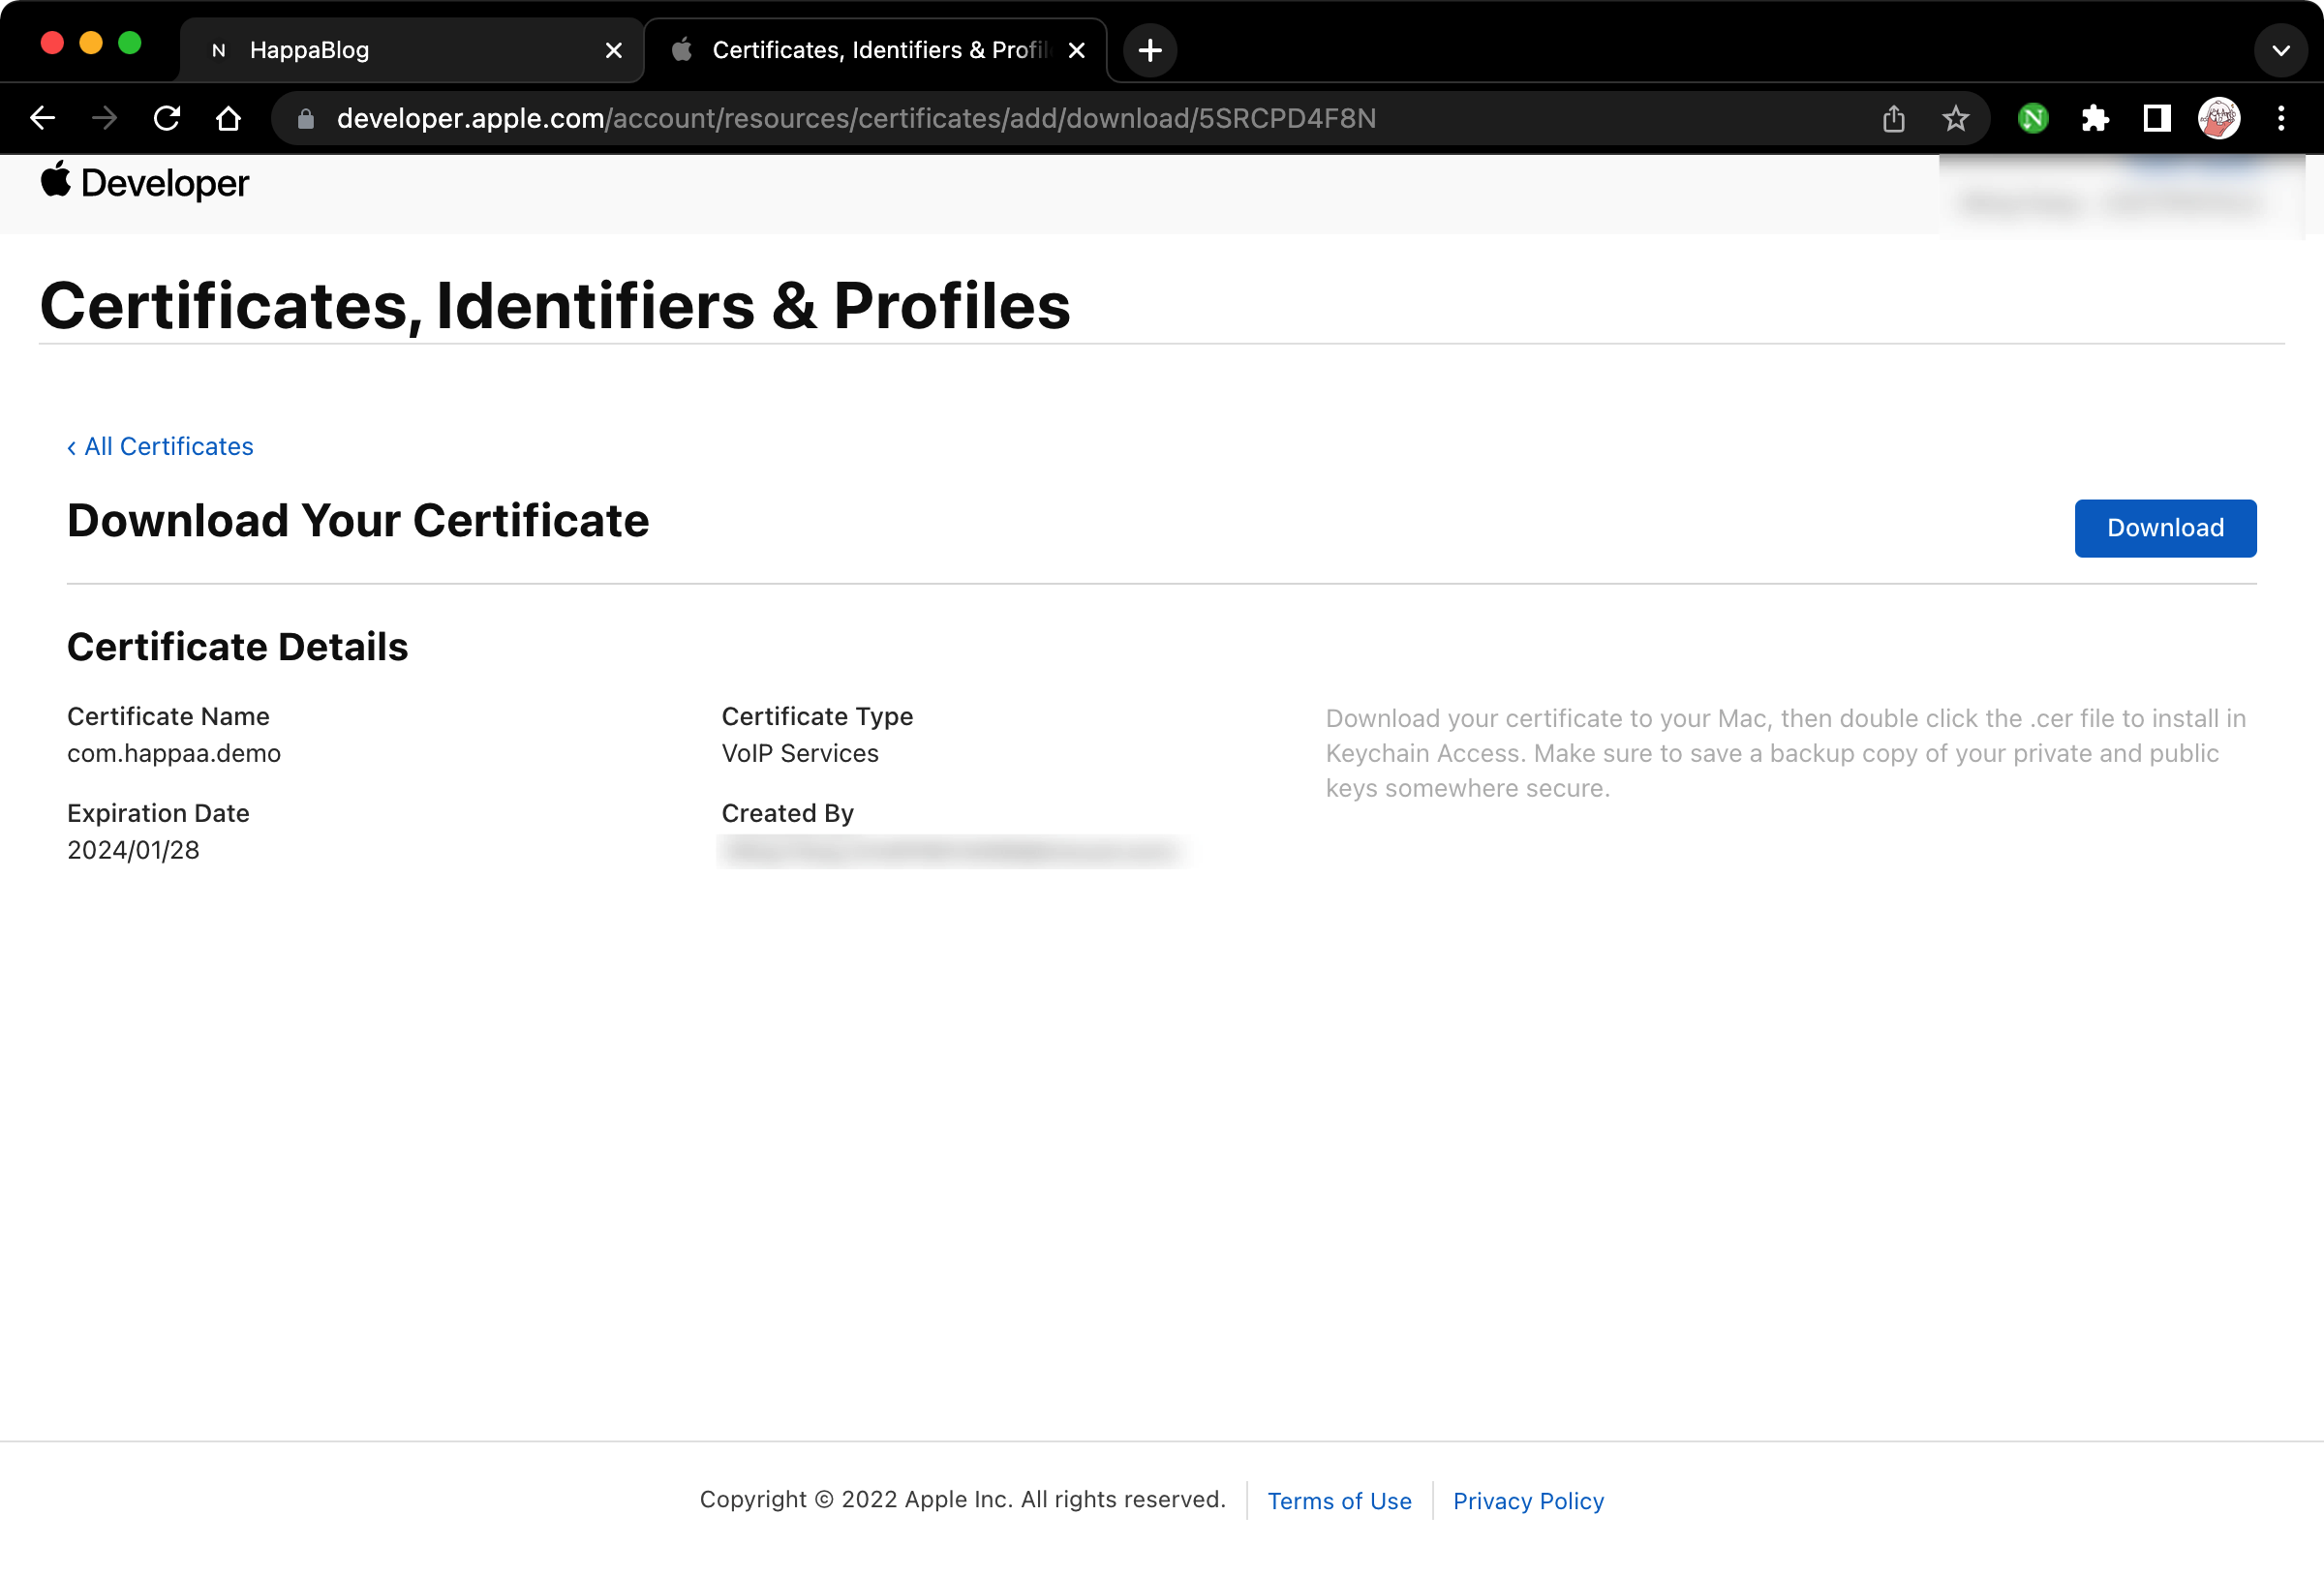 HappaBlog
Certificates, Identifiers & Profil
developer.apple.com/account/resources/certificates/add/download/5SRCPD4F8N
Developer
Certificates, Identifiers & Profiles
‹ All Certificates
Download Your Certificate
Download
Certificate Details
Certificate Name
com.happaa.demo
Certificate Type
VoIP Services
Download your certificate to your Mac, then double click the .cer file to install in
Keychain Access. Make sure to save a backup copy of your private and public
keys somewhere secure.
Expiration Date
2024/01/28
Created By
Copyright © 2022 Apple Inc. All rights reserved.
Terms of Use
Privacy Policy